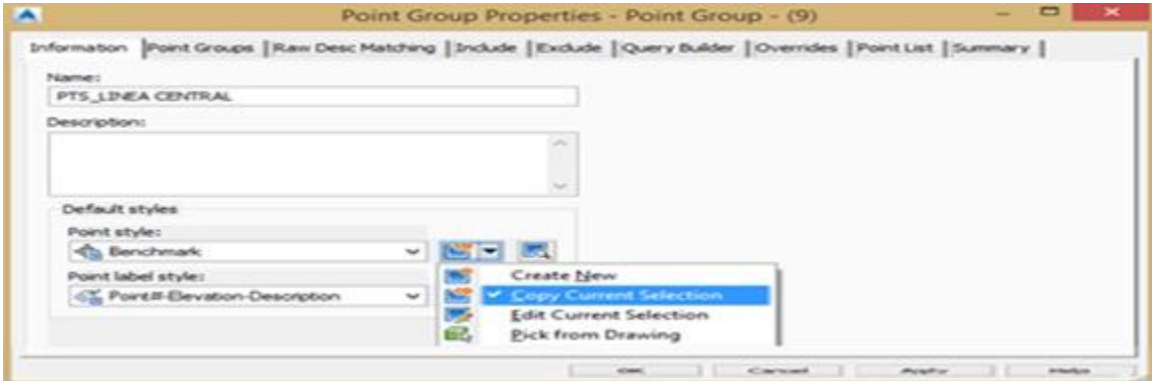 Point Group Properties - Point Group - (9)
Information Point Groups Raw Desc Matching Include Exclude Query Builder Overrides Point List Summary
Name:
PTS_LINEA CENTRAL
Description:
Default styles
Point style:
Benchmark
Create New
Point label style:
Copy Current Selection
Point#-Elevation-Description
Edit Current Selection
Pick from Drawing
OK Cancel Apply Help